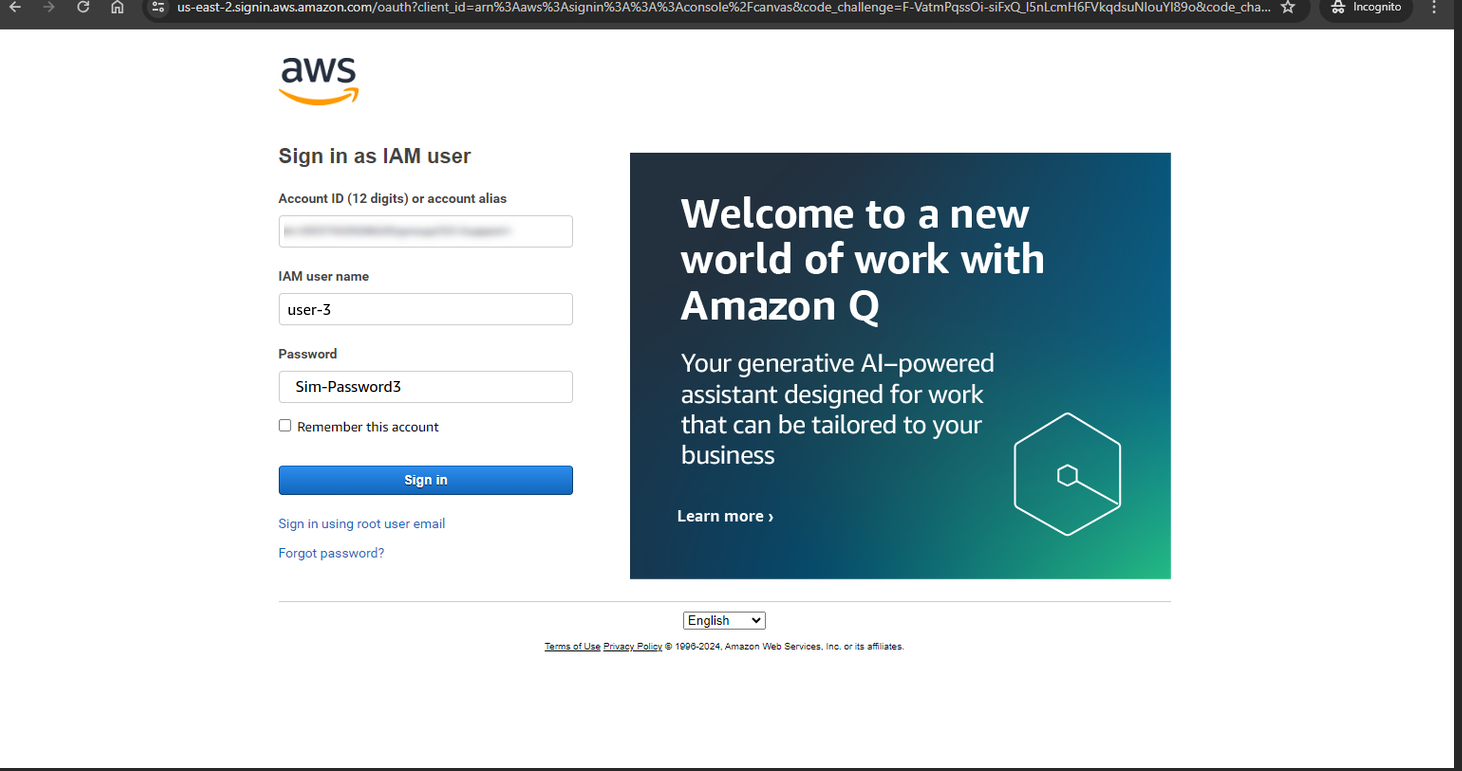 us-east-2.signin.aws.amazon.com/oauth?client_id=arn%3Aaws%3Asignin%3A%3A%3Aconsole%2Fcanvas&code_challenge=F-VatmPqssOi-siFxQ_I5nLcmH6FVkqdsuNIouYI89o&code_cha...
Incognito
aws
Sign in as IAM user
Account ID (12 digits) or account alias
IAM user name
user-3
Password
Sim-Password3
Remember this account
Sign in
Sign in using root user email
Forgot password?
Welcome to a new
world of work with
Amazon Q
Your generative AI–powered
assistant designed for work
that can be tailored to your
business
Learn more ›
English
Terms of Use Privacy Policy © 1996-2024, Amazon Web Services, Inc. or its affiliates.